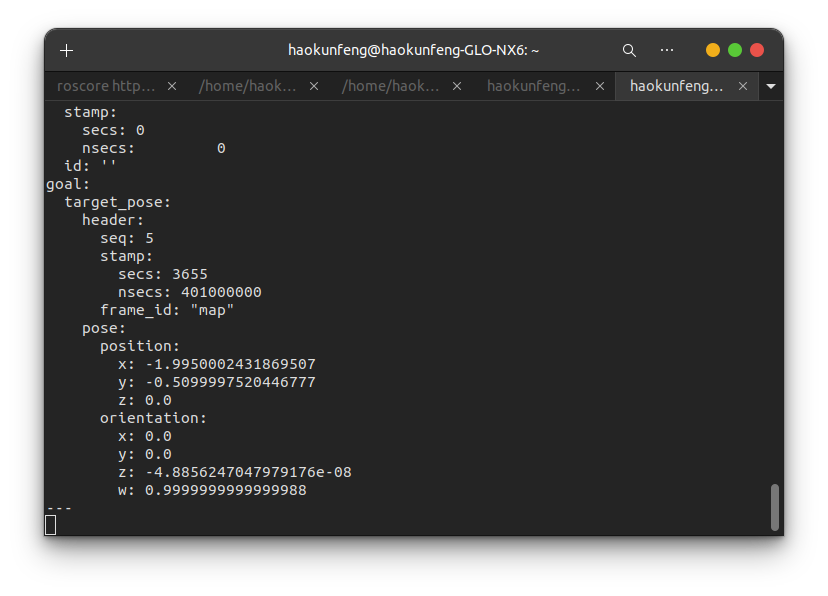 haokunfeng@haokunfeng-GLO-NX6: ~
roscore http... /home/haok... /home/haok... haokunfeng... haokunfeng...
  stamp:
    secs: 0
    nsecs:         0
  id: ''
goal:
  target_pose:
    header:
      seq: 5
      stamp:
        secs: 3655
        nsecs: 401000000
      frame_id: "map"
    pose:
      position:
        x: -1.9950002431869507
        y: -0.5099997520446777
        z: 0.0
      orientation:
        x: 0.0
        y: 0.0
        z: -4.8856247047979176e-08
        w: 0.9999999999999988
---